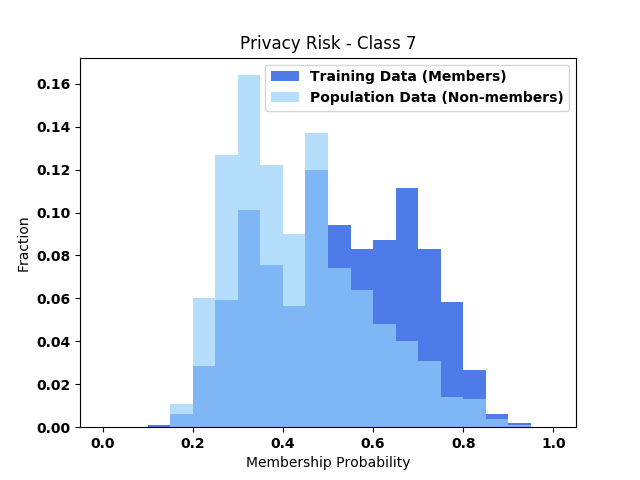 Privacy Risk - Class 7
Training Data (Members)
Population Data (Non-members)
Fraction
0.16
0.14
0.12
0.10
0.08
0.06
0.04
0.02
0.00
0.0 0.2 0.4 0.6 0.8 1.0
Membership Probability